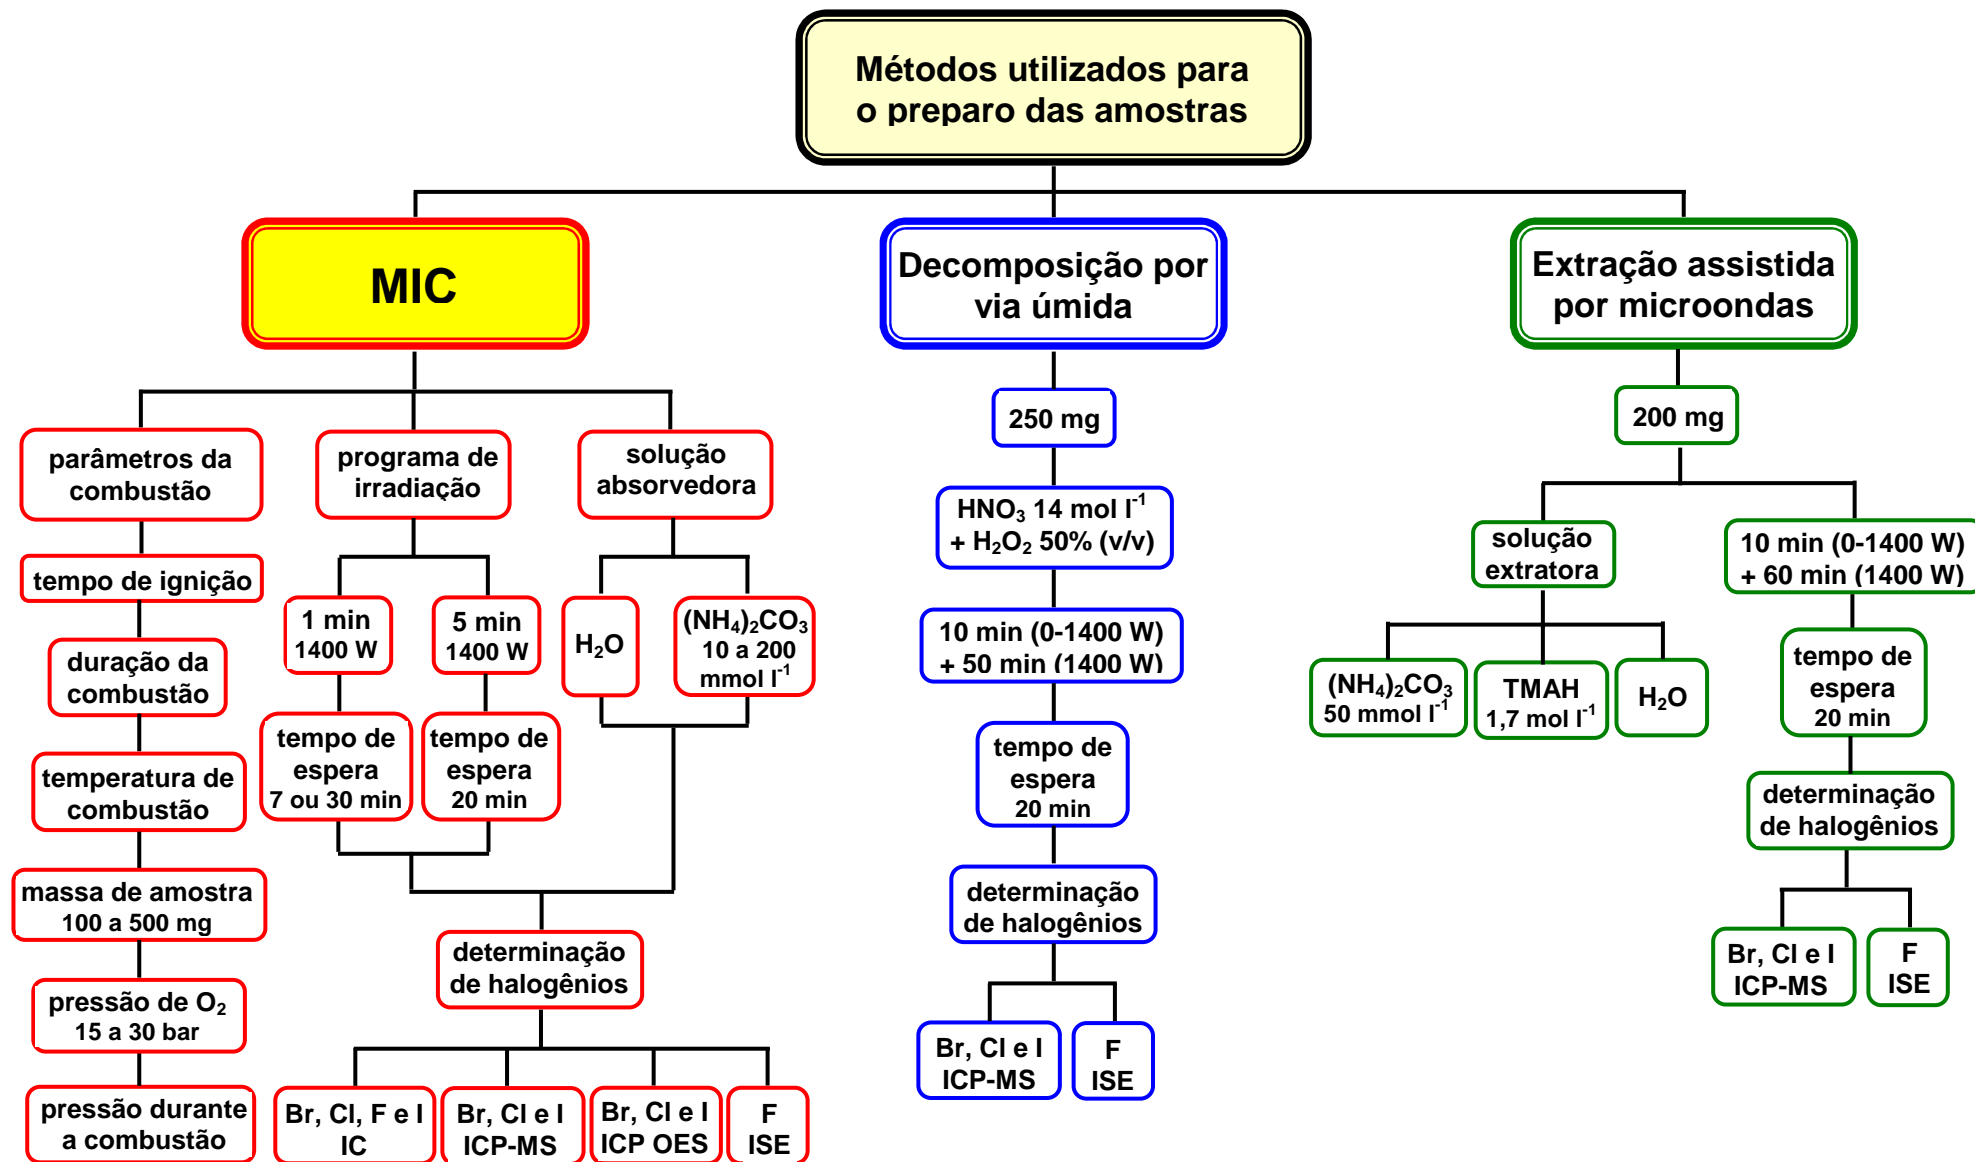 Métodos utilizados para
o preparo das amostras
MIC
Decomposição por
via úmida
Extração assistida
por microondas
parâmetros da
combustão
tempo de ignição
duração da
combustão
temperatura de
combustão
massa de amostra
100 a 500 mg
pressão de O₂
15 a 30 bar
pressão durante
a combustão
programa de
irradiação
1 min
1400 W
tempo de
espera
7 ou 30 min
5 min
1400 W
tempo de
espera
20 min
solução
absorvedora
H₂O
(NH₄)₂CO₃
10 a 200
mmol l⁻¹
determinação
de halogênios
Br, Cl, F e I
IC
Br, Cl e I
ICP-MS
Br, Cl e I
ICP OES
F
ISE
250 mg
HNO₃ 14 mol l⁻¹
+ H₂O₂ 50% (v/v)
10 min (0-1400 W)
+ 50 min (1400 W)
tempo de
espera
20 min
determinação
de halogênios
Br, Cl e I
ICP-MS
F
ISE
200 mg
solução
extratora
(NH₄)₂CO₃
50 mmol l⁻¹
TMAH
1,7 mol l⁻¹
H₂O
10 min (0-1400 W)
+ 60 min (1400 W)
tempo de
espera
20 min
determinação
de halogênios
Br, Cl e I
ICP-MS
F
ISE